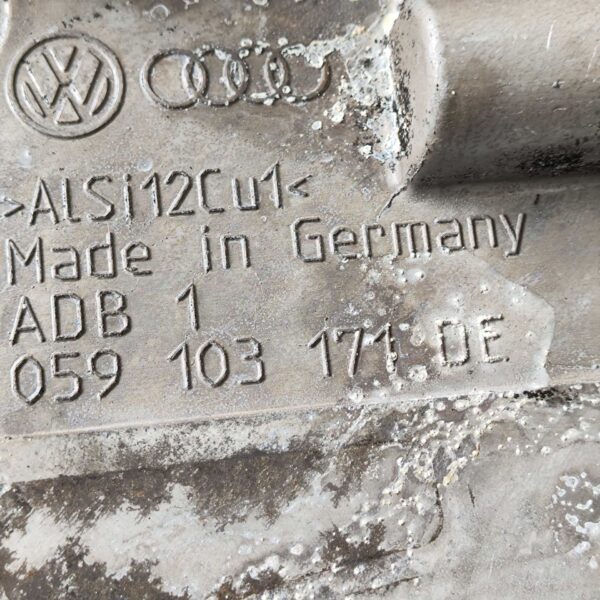 >AlSi12Cu1<
Made in Germany
ADB 1
059 103 171 DE